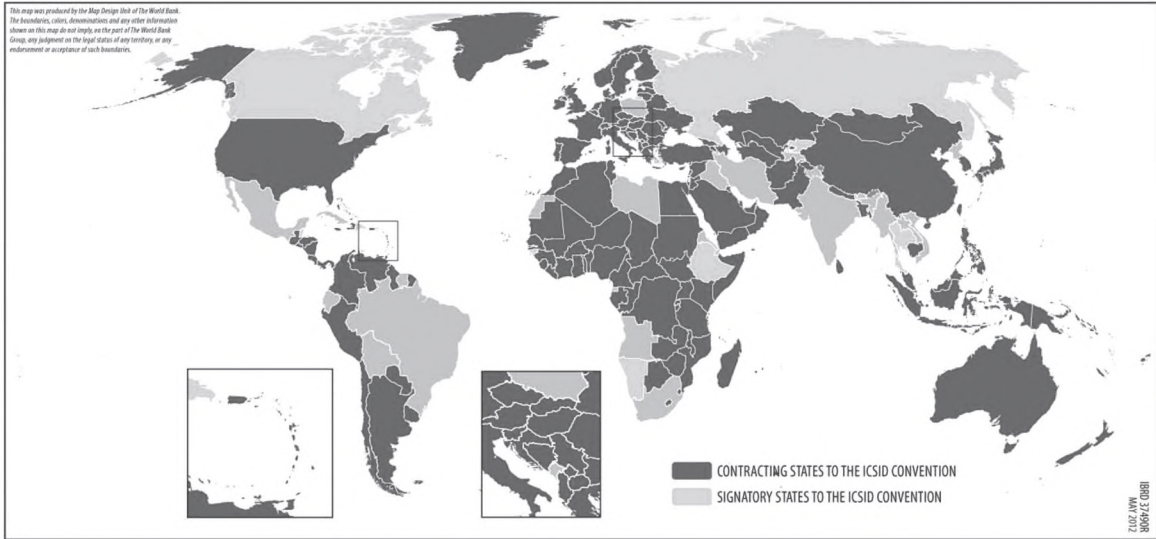 This map was produced by the Map Design Unit of The World Bank.
The boundaries, colors, denominations and any other information
shown on this map do not imply, on the part of The World Bank
Group, any judgment on the legal status of any territory, or any
endorsement or acceptance of such boundaries.
CONTRACTING STATES TO THE ICSID CONVENTION
SIGNATORY STATES TO THE ICSID CONVENTION
IBRD 37490R
MAY 2012